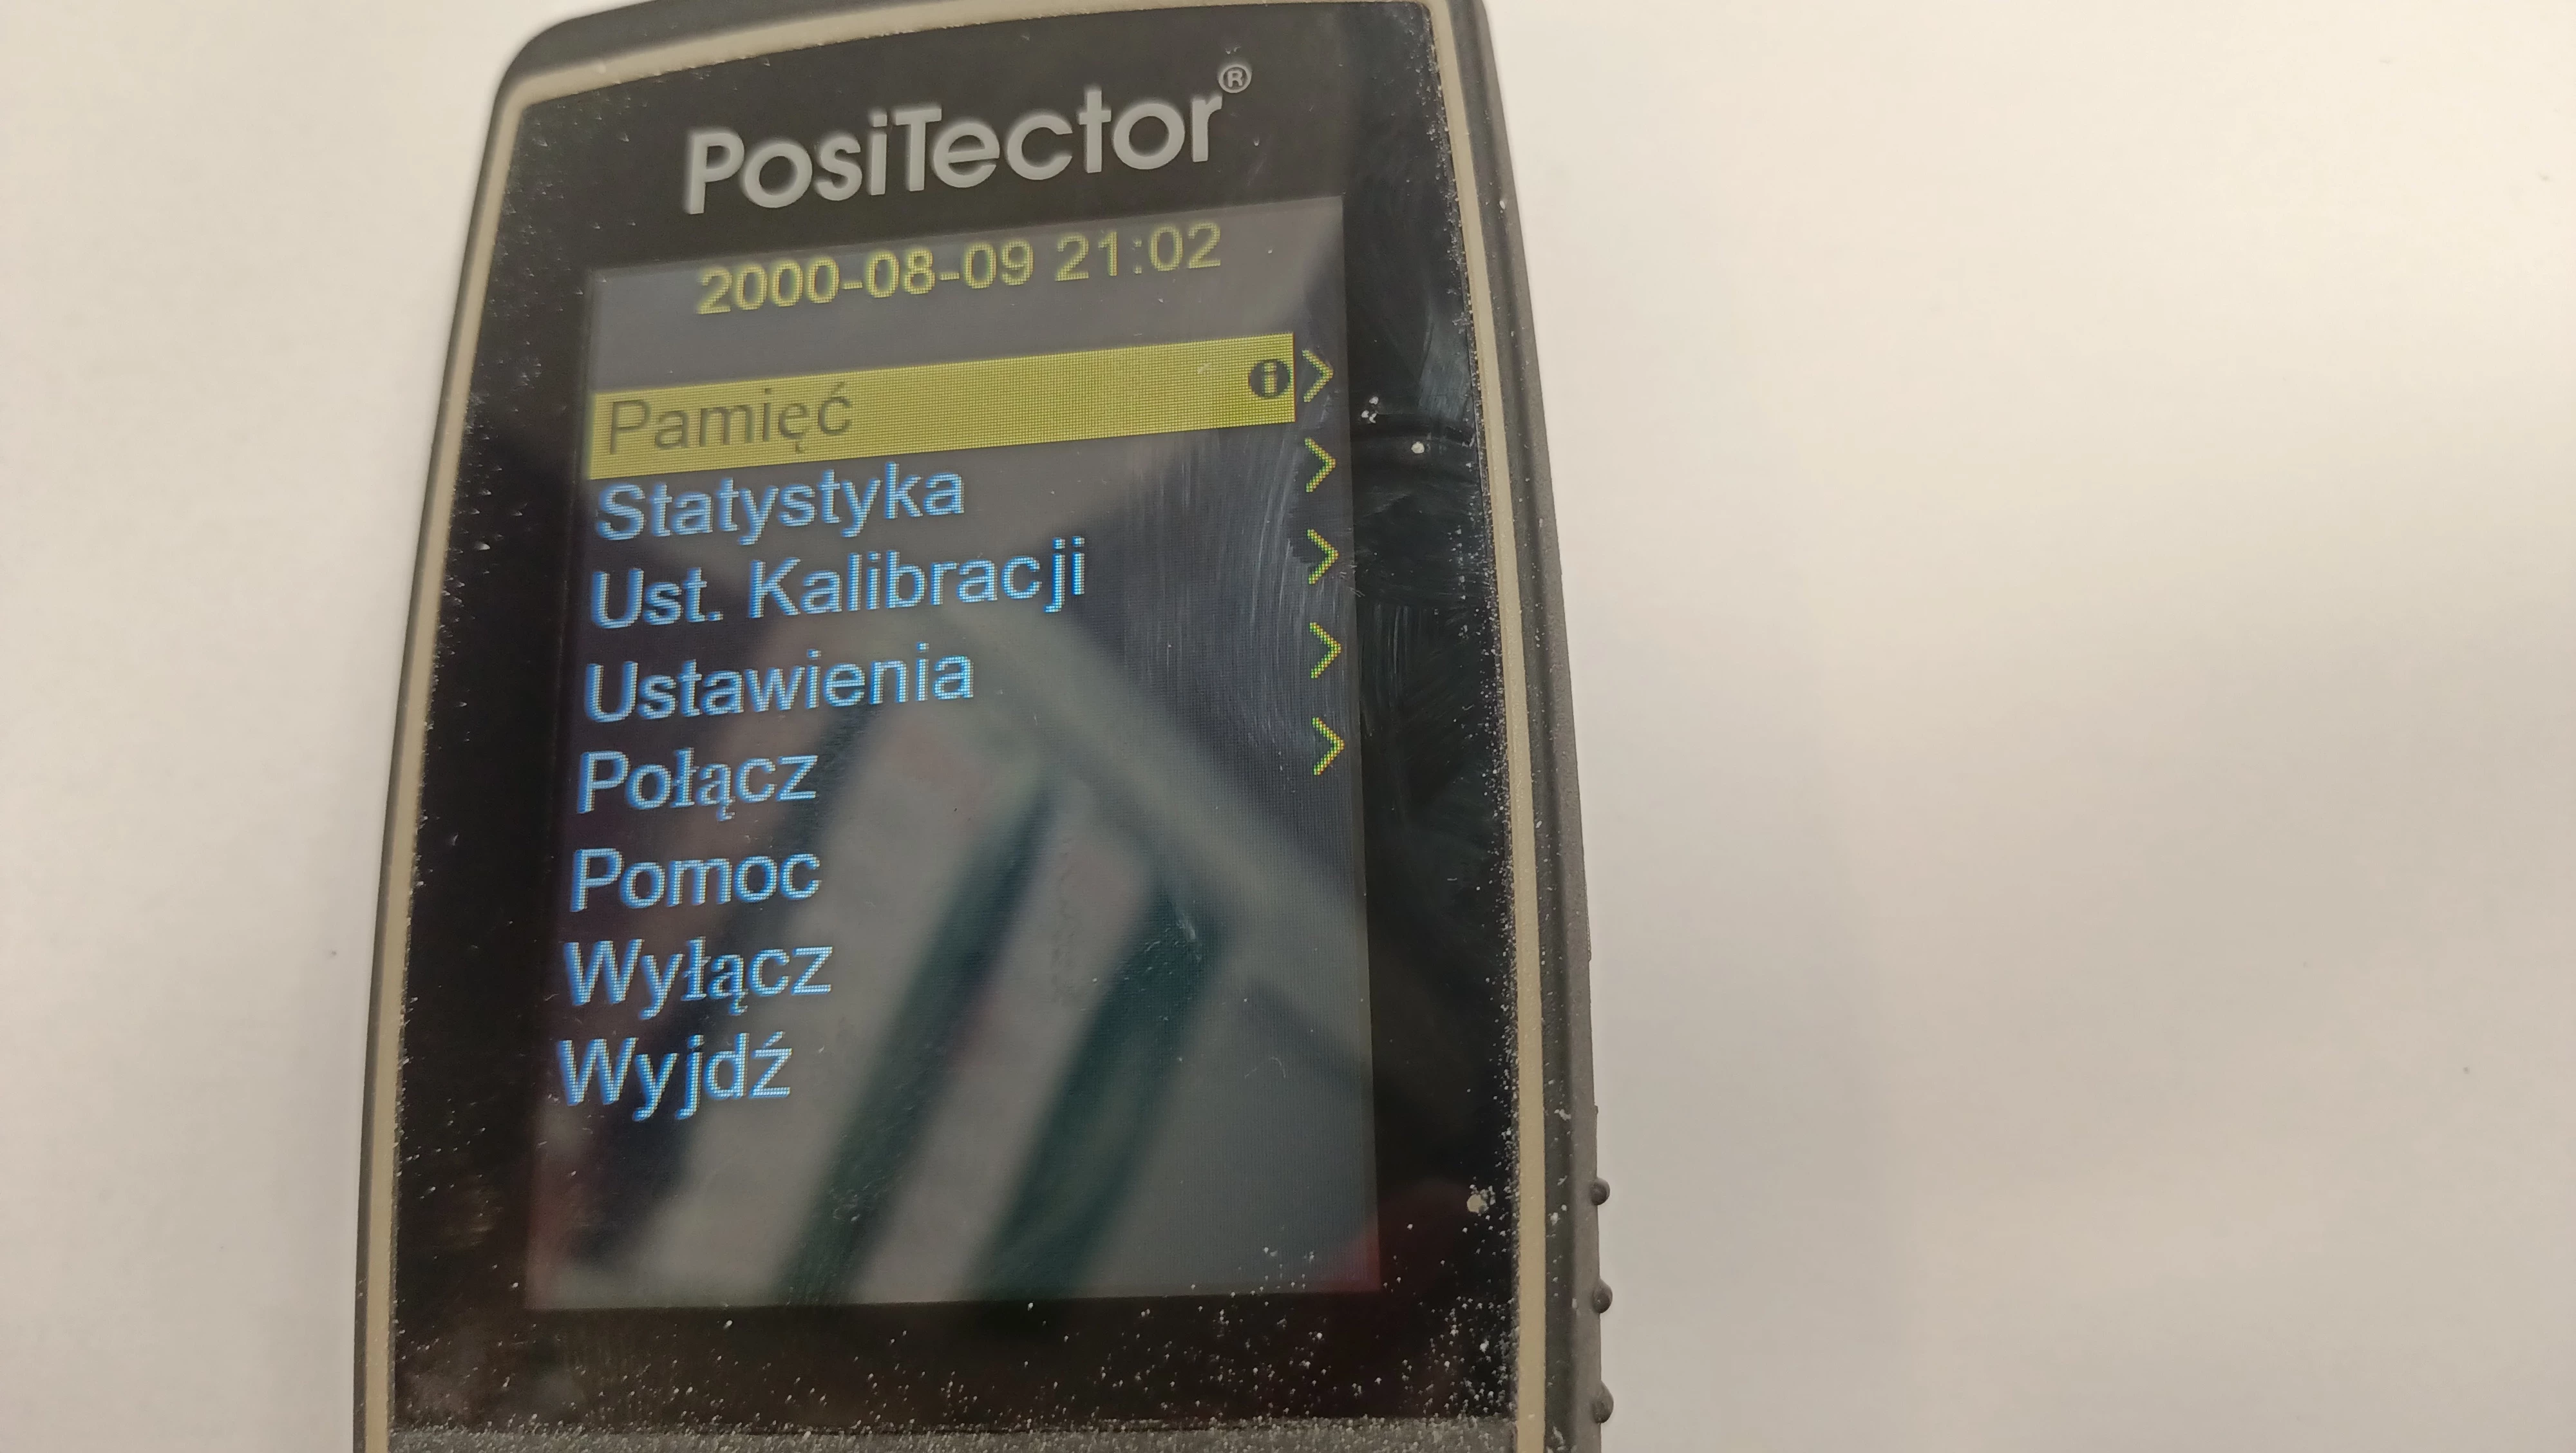 PosiTector®
2000-08-09 21:02
Pamięć
Statystyka
Ust. Kalibracji
Ustawienia
Połącz
Pomoc
Wyłącz
Wyjdź